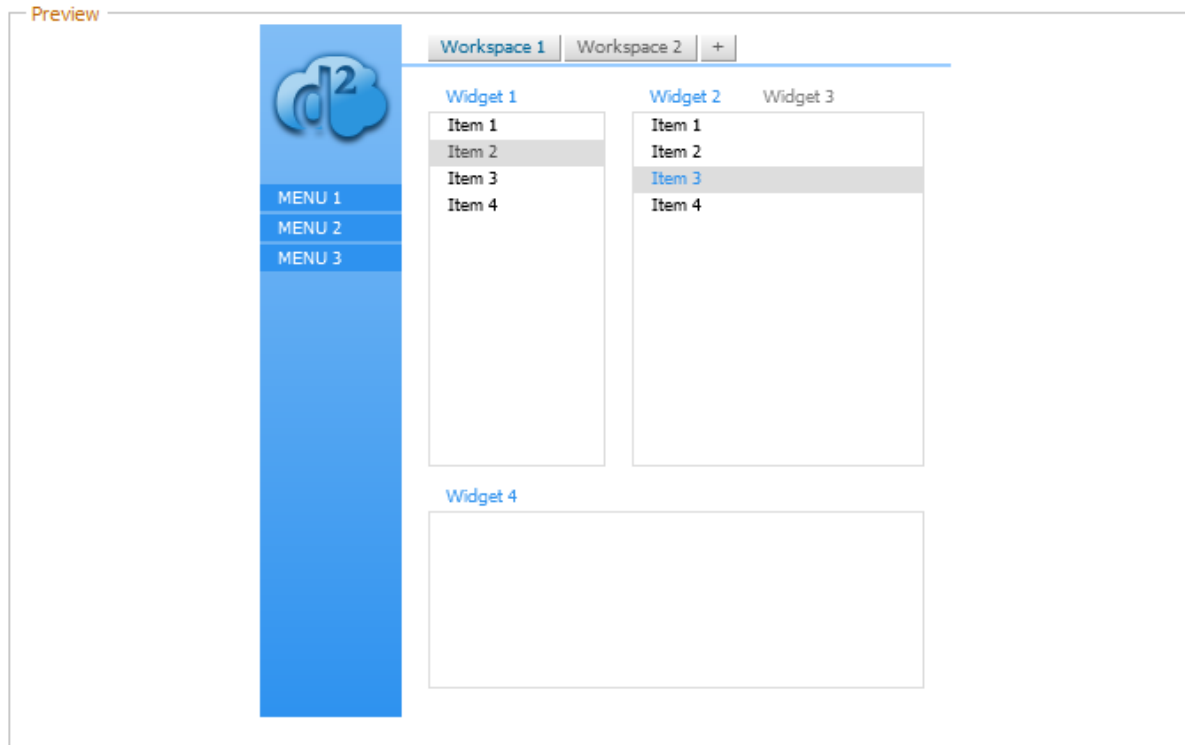 Preview
d2
Workspace 1 Workspace 2 +
Widget 1 Widget 2 Widget 3
Item 1 Item 1
Item 2 Item 2
Item 3 Item 3
Item 4 Item 4
MENU 1
MENU 2
MENU 3
Widget 4